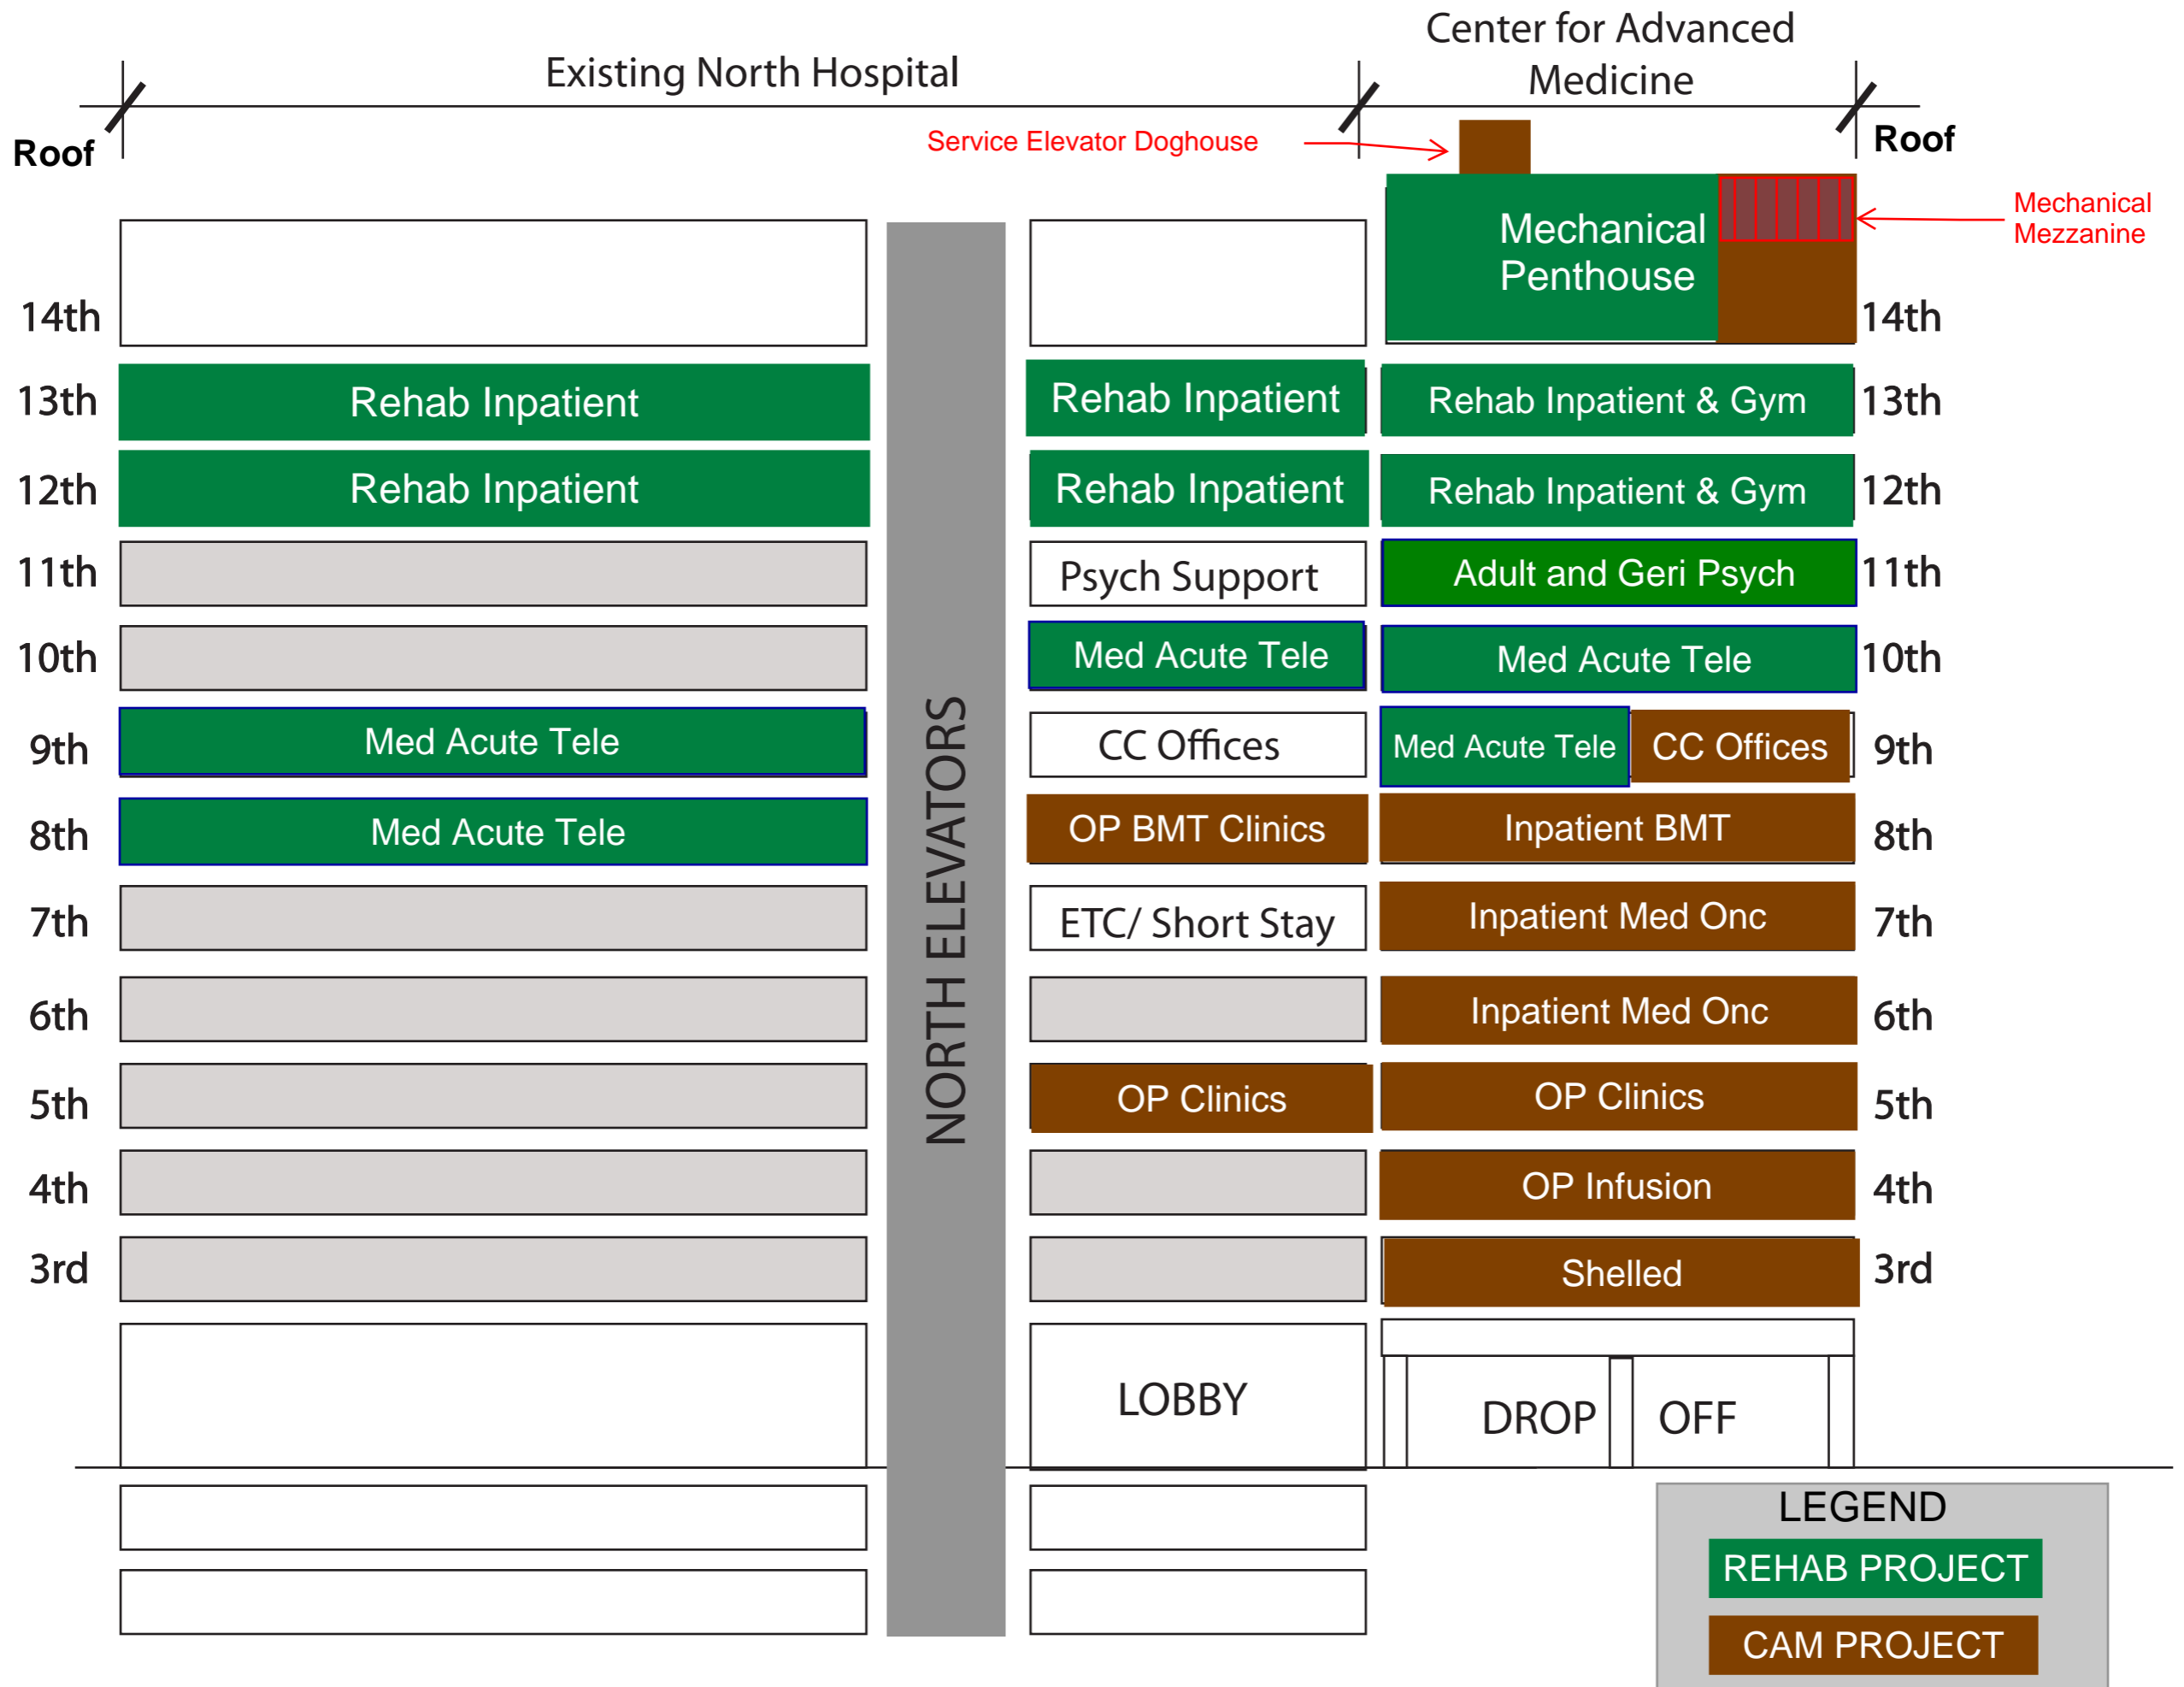 Center for Advanced
Medicine
Existing North Hospital
Roof
Service Elevator Doghouse
Roof
Mechanical
Mezzanine
Mechanical
Penthouse
14th
14th
13th
Rehab Inpatient
Rehab Inpatient
Rehab Inpatient & Gym
13th
12th
Rehab Inpatient
Rehab Inpatient
Rehab Inpatient & Gym
12th
11th
Psych Support
Adult and Geri Psych
11th
10th
Med Acute Tele
Med Acute Tele
10th
9th
Med Acute Tele
CC Offices
Med Acute Tele
CC Offices
9th
8th
Med Acute Tele
OP BMT Clinics
Inpatient BMT
8th
7th
ETC/ Short Stay
Inpatient Med Onc
7th
NORTH ELEVATORS
6th
Inpatient Med Onc
6th
5th
OP Clinics
OP Clinics
5th
4th
OP Infusion
4th
3rd
Shelled
3rd
LOBBY
DROP OFF
LEGEND
REHAB PROJECT
CAM PROJECT